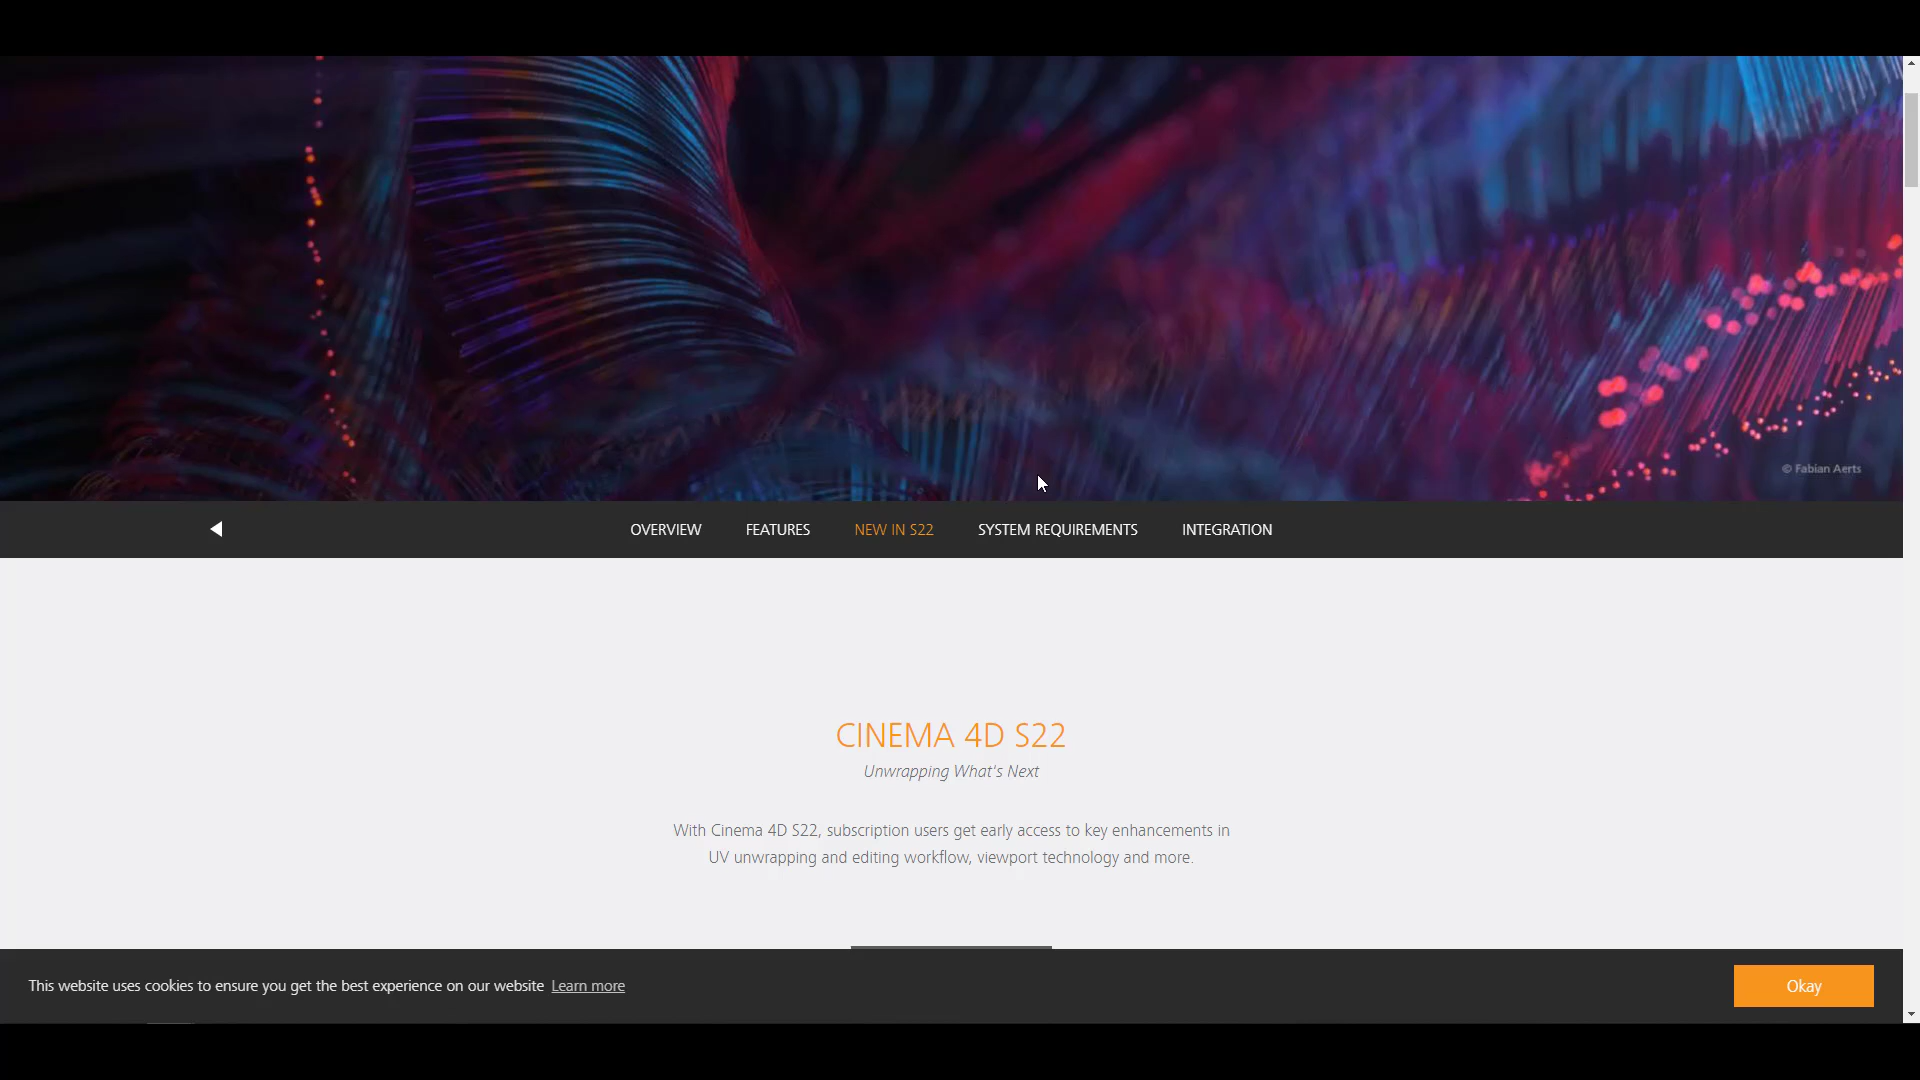 © Fabian Aerts
OVERVIEW FEATURES NEW IN S22 SYSTEM REQUIREMENTS INTEGRATION
CINEMA 4D S22
Unwrapping What's Next
With Cinema 4D S22, subscription users get early access to key enhancements in
UV unwrapping and editing workflow, viewport technology and more.
This website uses cookies to ensure you get the best experience on our website Learn more
Okay